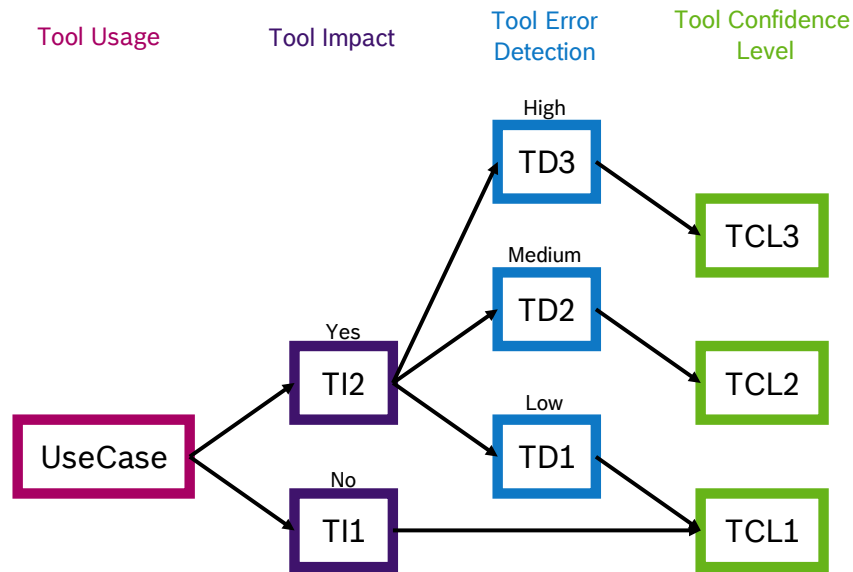 Tool Usage
Tool Impact
Tool Error
Detection
Tool Confidence
Level
High
TD3
TCL3
Medium
TD2
Yes
TI2
TCL2
Low
UseCase
TD1
No
TI1
TCL1